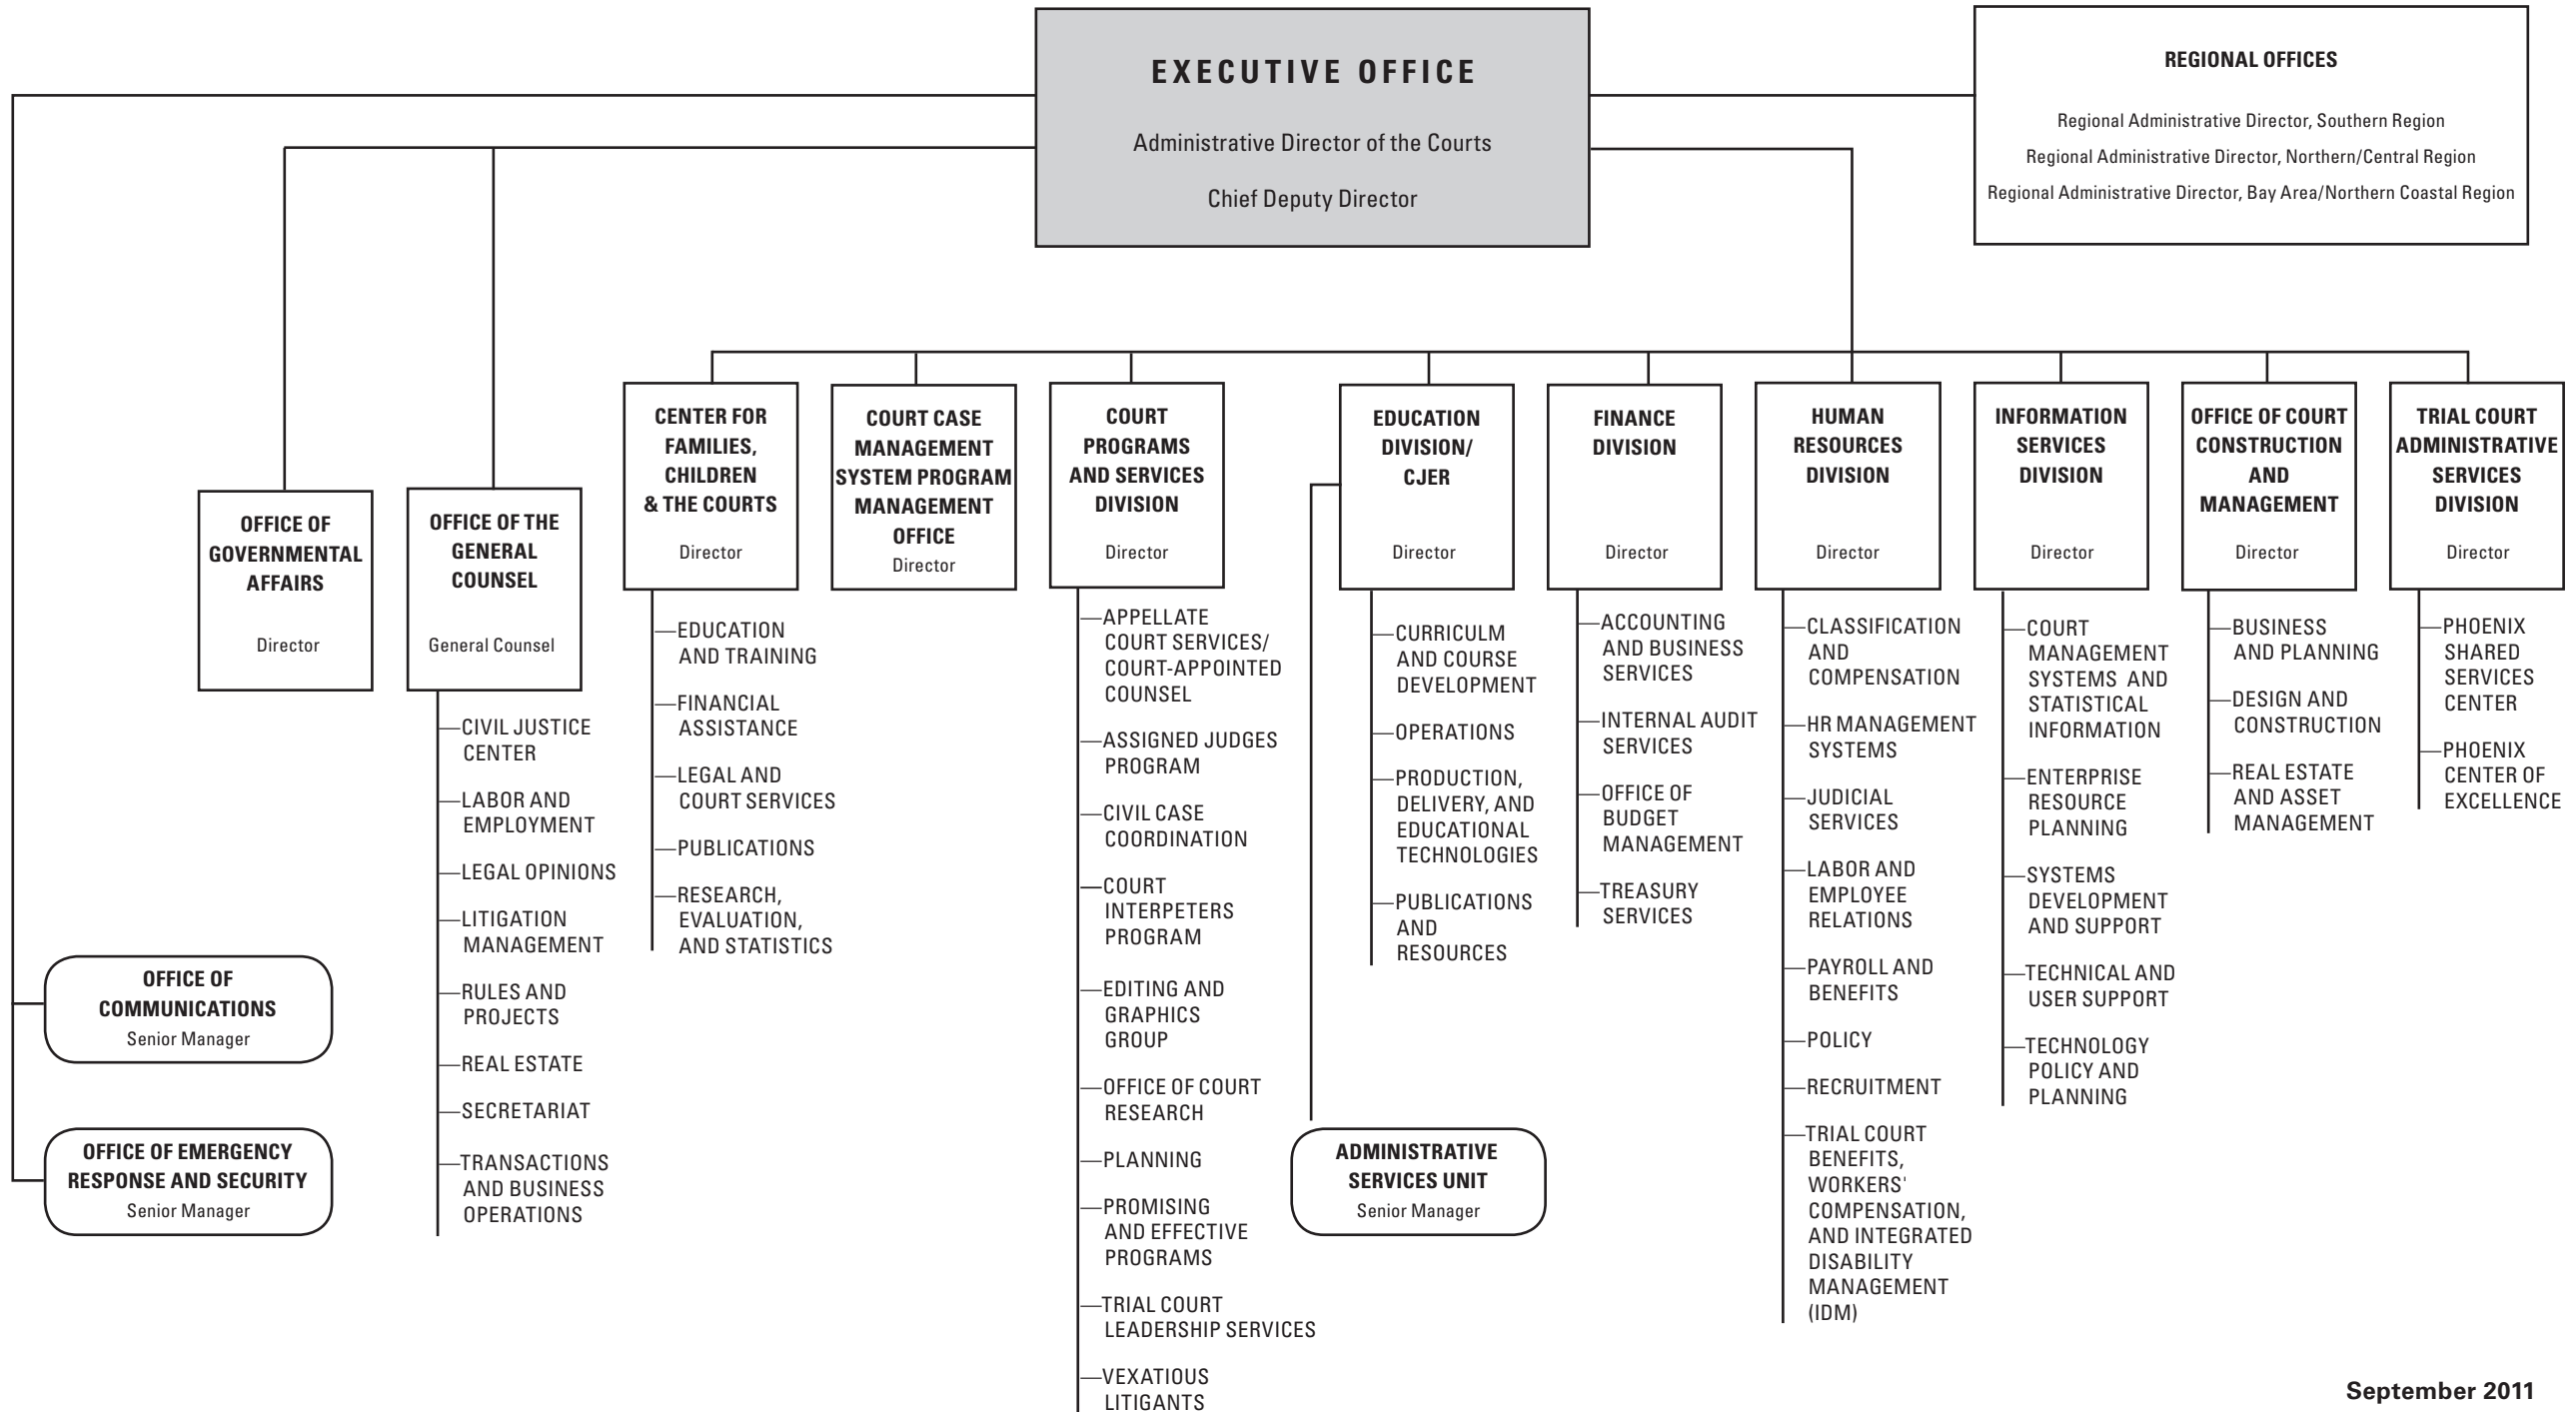 EXECUTIVE OFFICE
Administrative Director of the Courts
Chief Deputy Director
REGIONAL OFFICES
Regional Administrative Director, Southern Region
Regional Administrative Director, Northern/Central Region
Regional Administrative Director, Bay Area/Northern Coastal Region
OFFICE OF
GOVERNMENTAL
AFFAIRS
Director
OFFICE OF THE
GENERAL
COUNSEL
General Counsel
CIVIL JUSTICE
CENTER
LABOR AND
EMPLOYMENT
LEGAL OPINIONS
LITIGATION
MANAGEMENT
RULES AND
PROJECTS
REAL ESTATE
SECRETARIAT
TRANSACTIONS
AND BUSINESS
OPERATIONS
CENTER FOR
FAMILIES,
CHILDREN
& THE COURTS
Director
EDUCATION
AND TRAINING
FINANCIAL
ASSISTANCE
LEGAL AND
COURT SERVICES
PUBLICATIONS
RESEARCH,
EVALUATION,
AND STATISTICS
COURT CASE
MANAGEMENT
SYSTEM PROGRAM
MANAGEMENT
OFFICE
Director
COURT
PROGRAMS
AND SERVICES
DIVISION
Director
APPELLATE
COURT SERVICES/
COURT-APPOINTED
COUNSEL
ASSIGNED JUDGES
PROGRAM
CIVIL CASE
COORDINATION
COURT
INTERPETERS
PROGRAM
EDITING AND
GRAPHICS
GROUP
OFFICE OF COURT
RESEARCH
PLANNING
PROMISING
AND EFFECTIVE
PROGRAMS
TRIAL COURT
LEADERSHIP SERVICES
VEXATIOUS
LITIGANTS
EDUCATION
DIVISION/
CJER
Director
CURRICULM
AND COURSE
DEVELOPMENT
OPERATIONS
PRODUCTION,
DELIVERY, AND
EDUCATIONAL
TECHNOLOGIES
PUBLICATIONS
AND
RESOURCES
ADMINISTRATIVE
SERVICES UNIT
Senior Manager
FINANCE
DIVISION
Director
ACCOUNTING
AND BUSINESS
SERVICES
INTERNAL AUDIT
SERVICES
OFFICE OF
BUDGET
MANAGEMENT
TREASURY
SERVICES
HUMAN
RESOURCES
DIVISION
Director
CLASSIFICATION
AND
COMPENSATION
HR MANAGEMENT
SYSTEMS
JUDICIAL
SERVICES
LABOR AND
EMPLOYEE
RELATIONS
PAYROLL AND
BENEFITS
POLICY
RECRUITMENT
TRIAL COURT
BENEFITS,
WORKERS'
COMPENSATION,
AND INTEGRATED
DISABILITY
MANAGEMENT
(IDM)
INFORMATION
SERVICES
DIVISION
Director
COURT
MANAGEMENT
SYSTEMS AND
STATISTICAL
INFORMATION
ENTERPRISE
RESOURCE
PLANNING
SYSTEMS
DEVELOPMENT
AND SUPPORT
TECHNICAL AND
USER SUPPORT
TECHNOLOGY
POLICY AND
PLANNING
OFFICE OF COURT
CONSTRUCTION
AND
MANAGEMENT
Director
BUSINESS
AND PLANNING
DESIGN AND
CONSTRUCTION
REAL ESTATE
AND ASSET
MANAGEMENT
TRIAL COURT
ADMINISTRATIVE
SERVICES
DIVISION
Director
PHOENIX
SHARED
SERVICES
CENTER
PHOENIX
CENTER OF
EXCELLENCE
OFFICE OF
COMMUNICATIONS
Senior Manager
OFFICE OF EMERGENCY
RESPONSE AND SECURITY
Senior Manager
September 2011